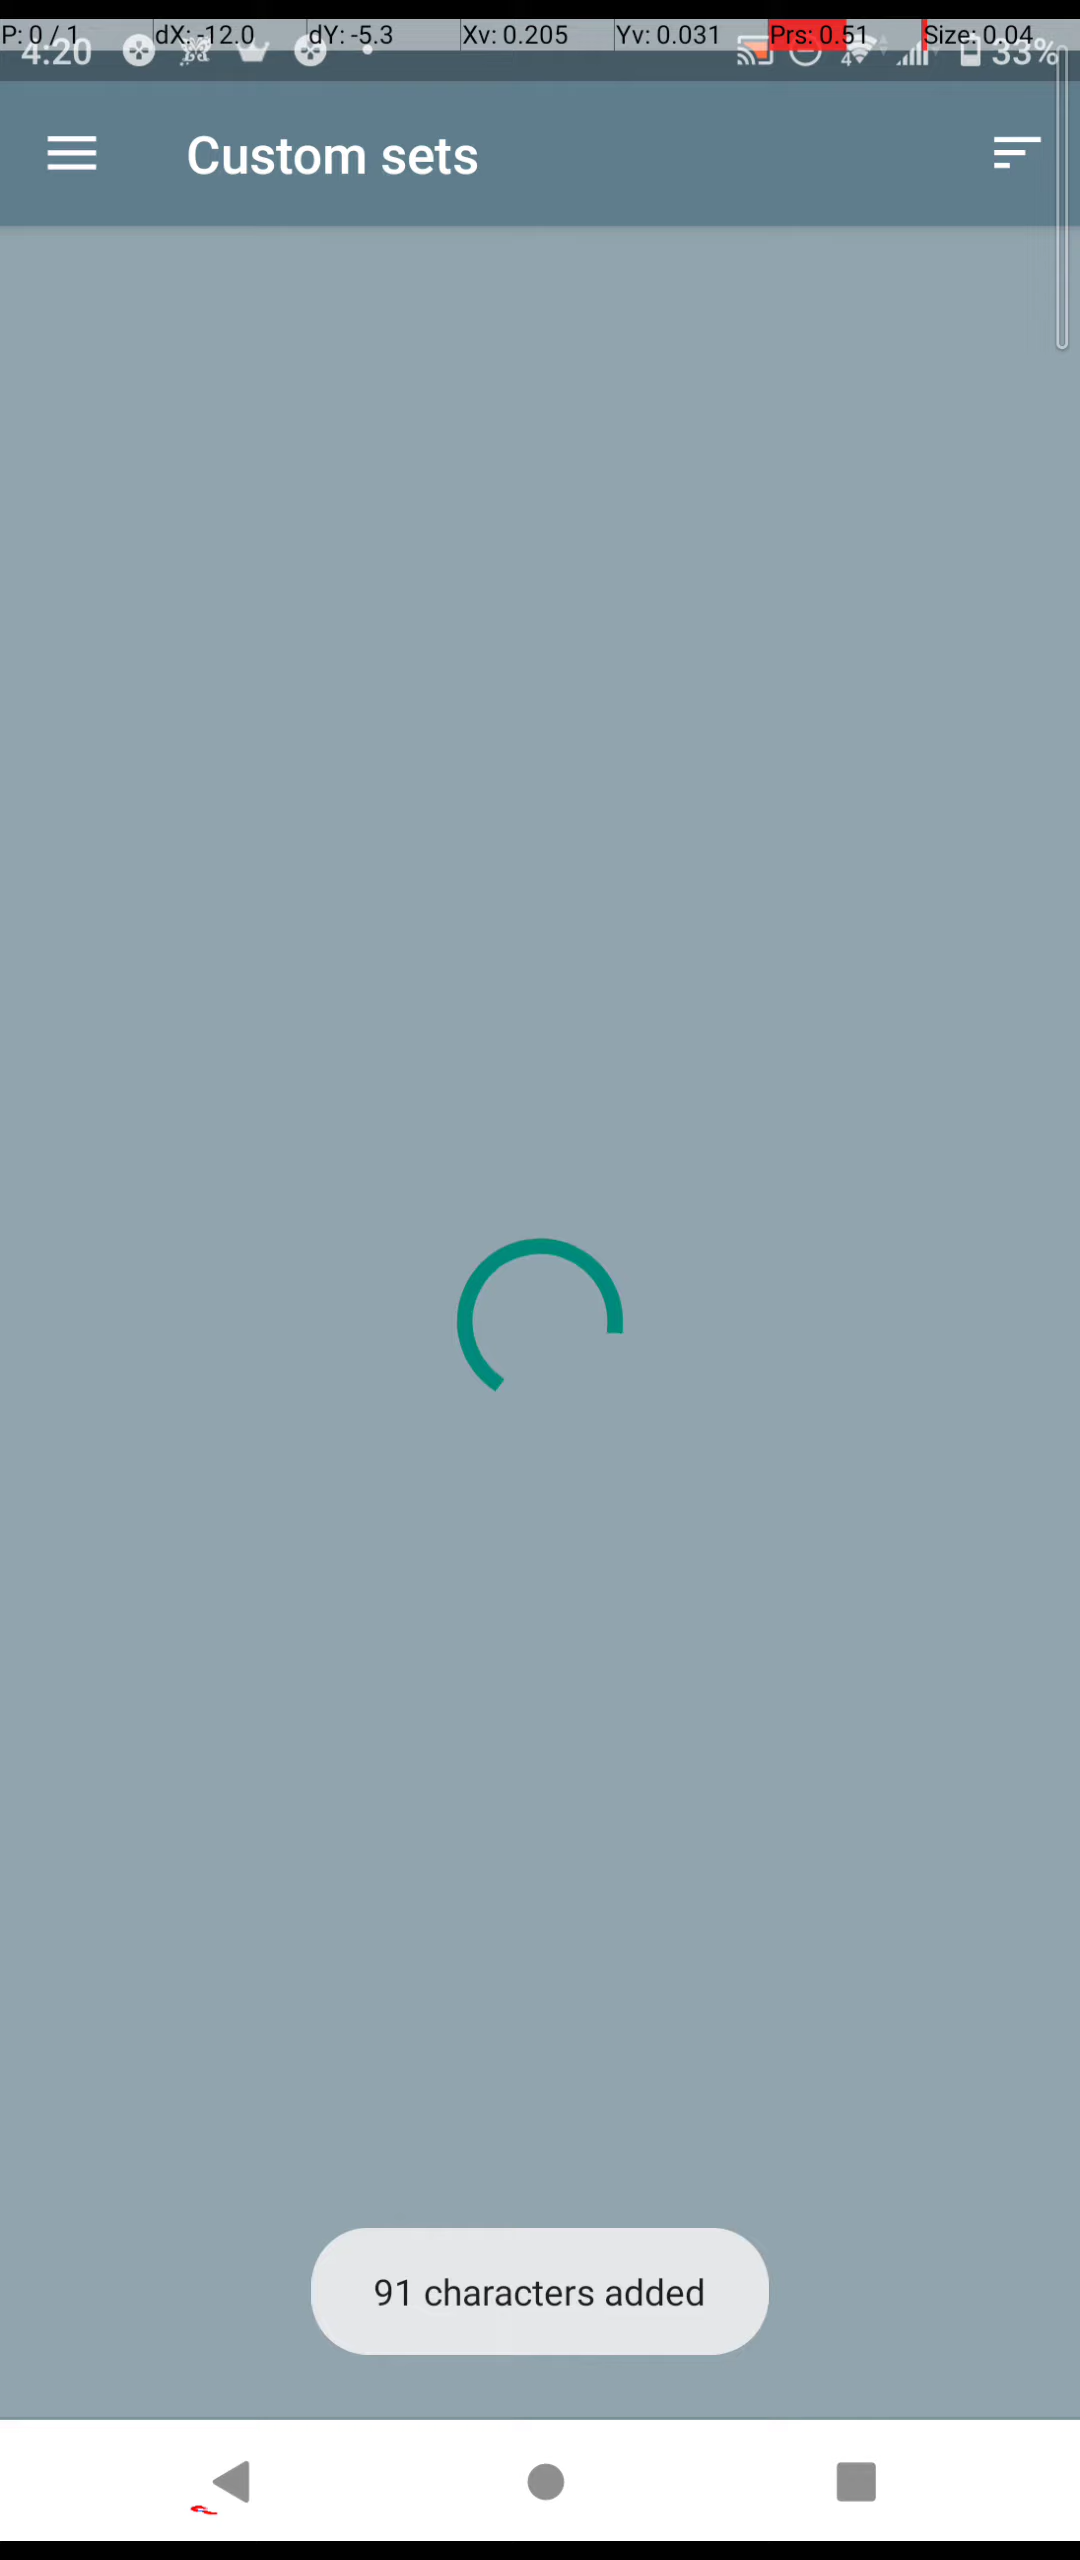 P: 0 / 1 dX: -12.0 dY: -5.3 Xv: 0.205 Yv: 0.031 Prs: 0.51 Size: 0.04
4:20 4 33%
Custom sets
91 characters added